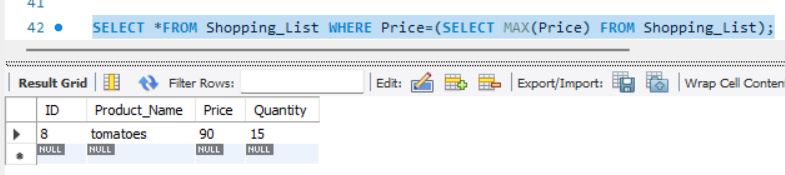 41
42 SELECT *FROM Shopping_List WHERE Price=(SELECT MAX(Price) FROM Shopping_List);
Result Grid Filter Rows: Edit: Export/Import: Wrap Cell Conten
ID Product_Name Price Quantity
8 tomatoes 90 15
NULL NULL NULL NULL